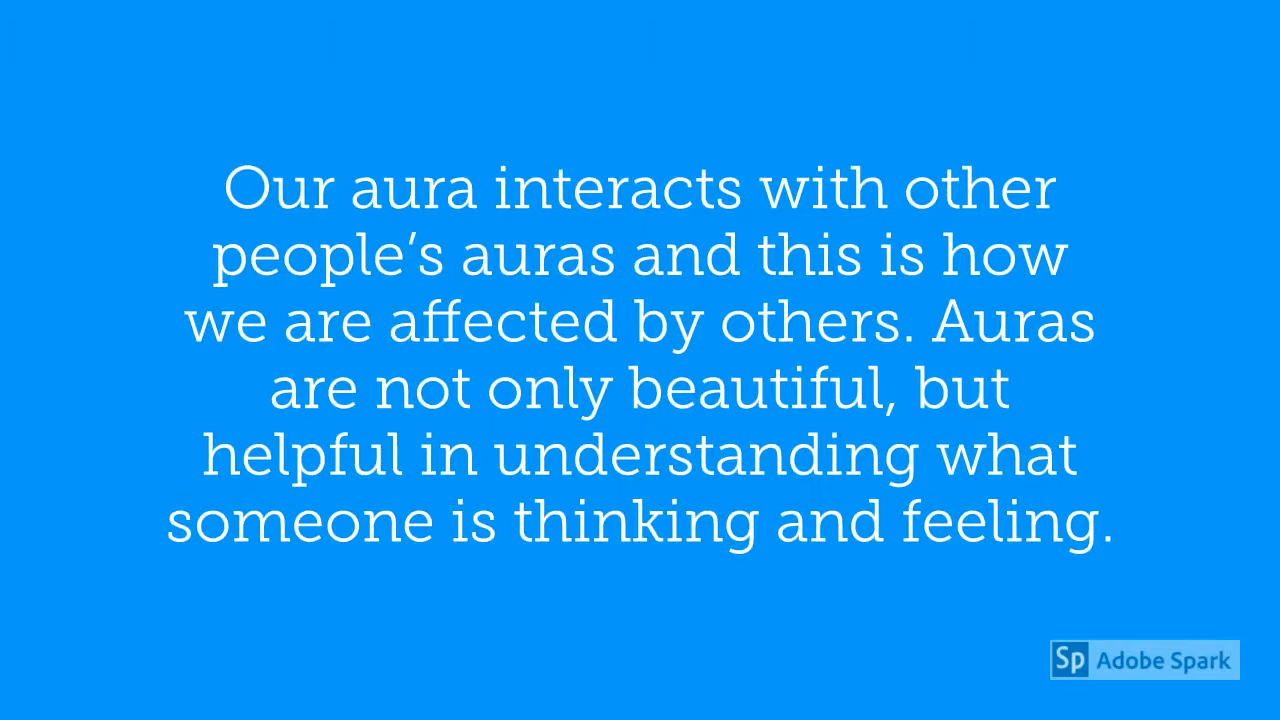 Our aura interacts with other
people’s auras and this is how
we are affected by others. Auras
are not only beautiful, but
helpful in understanding what
someone is thinking and feeling.
Sp Adobe Spark